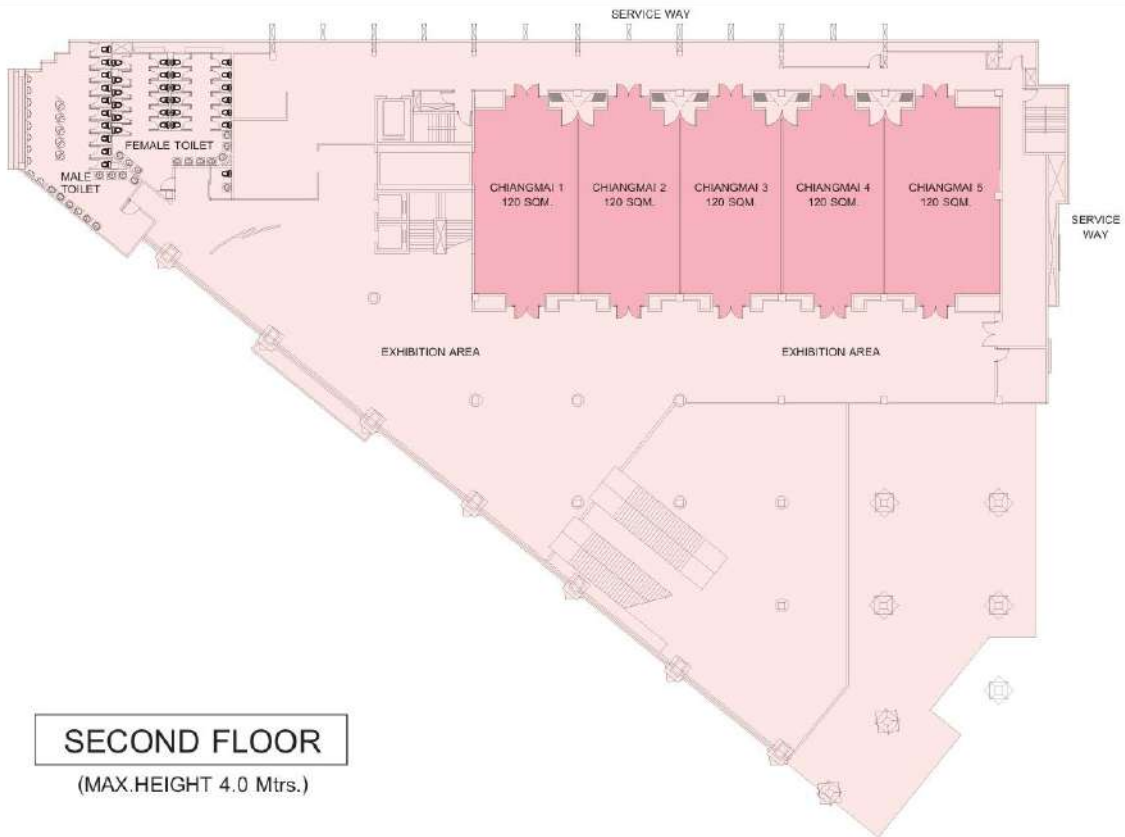 SERVICE WAY
FEMALE TOILET
MALE
TOILET
CHIANGMAI 1
120 SQM.
CHIANGMAI 2
120 SQM.
CHIANGMAI 3
120 SQM.
CHIANGMAI 4
120 SQM.
CHIANGMAI 5
120 SQM.
SERVICE
WAY
EXHIBITION AREA
EXHIBITION AREA
SECOND FLOOR
(MAX.HEIGHT 4.0 Mtrs.)